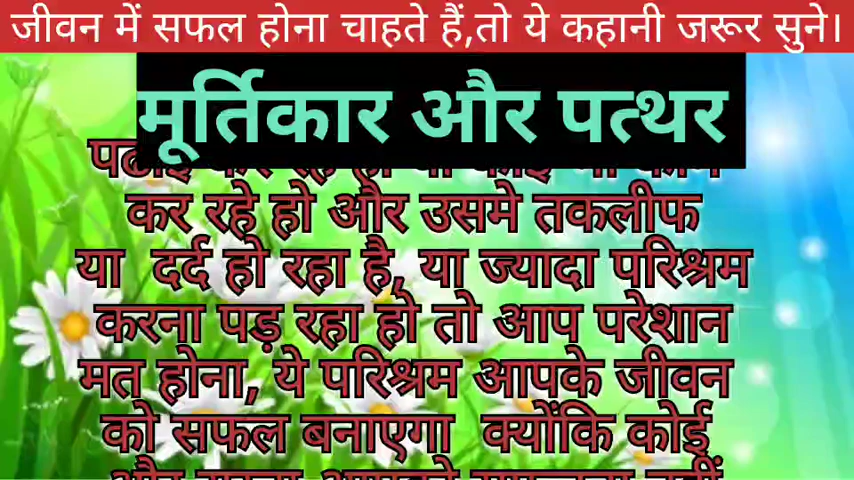 जीवन में सफल होना चाहते हैं,तो ये कहानी जरूर सुने।
मूर्तिकार और पत्थर
कर रहे हो और उसमे तकलीफ
या दर्द हो रहा है, या ज्यादा परिश्रम
करना पड़ रहा हो तो आप परेशान
मत होना, ये परिश्रम आपके जीवन
को सफल बनाएगा क्योंकि कोई